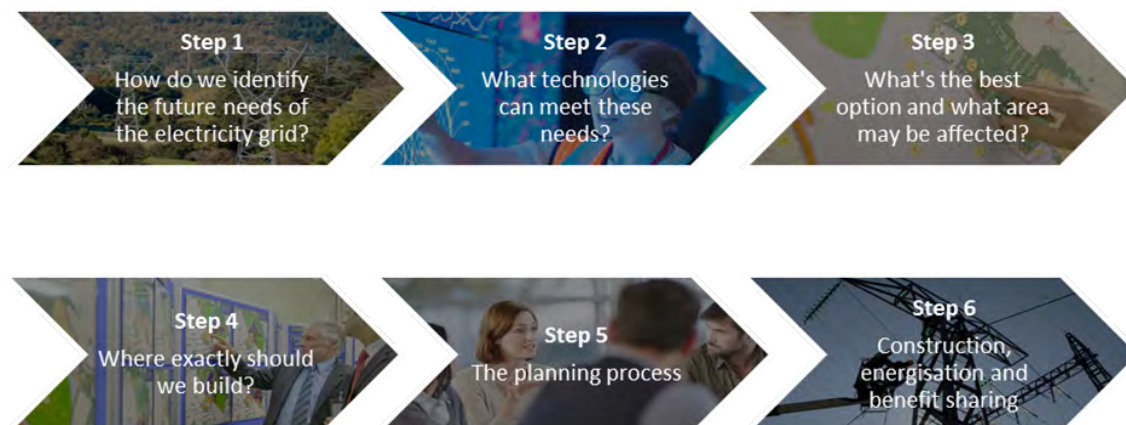 Step 1
How do we identify
the future needs of
the electricity grid?
Step 2
What technologies
can meet these
needs?
Step 3
What's the best
option and what area
may be affected?
Step 4
Where exactly should
we build?
Step 5
The planning process
Step 6
Construction,
energisation and
benefit sharing